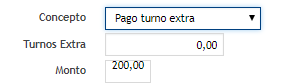 Concepto Pago turno extra
Turnos Extra 0,00
Monto 200,00